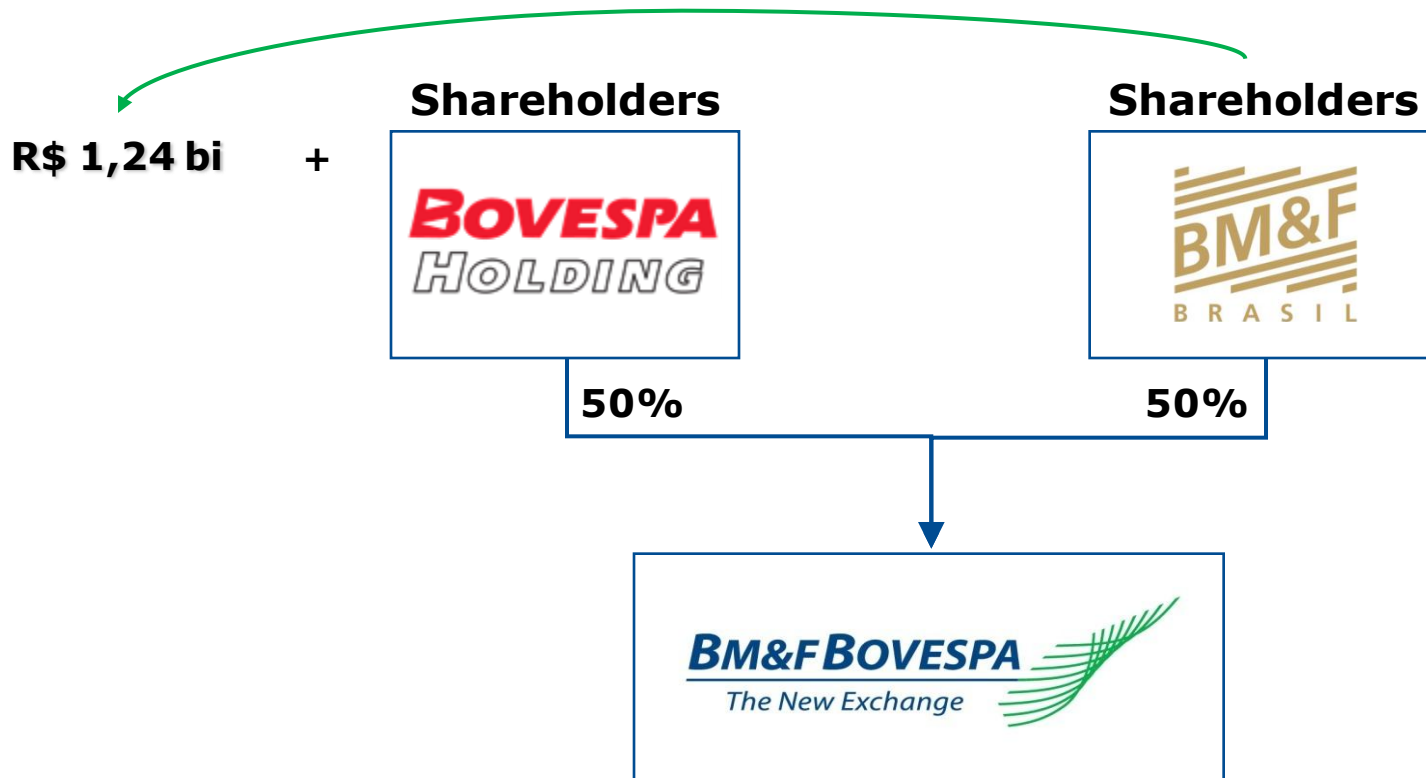 Shareholders
Shareholders
R$ 1,24 bi
+
BOVESPA
HOLDING
BM&F
BRASIL
50%
50%
BM&FBOVESPA
The New Exchange